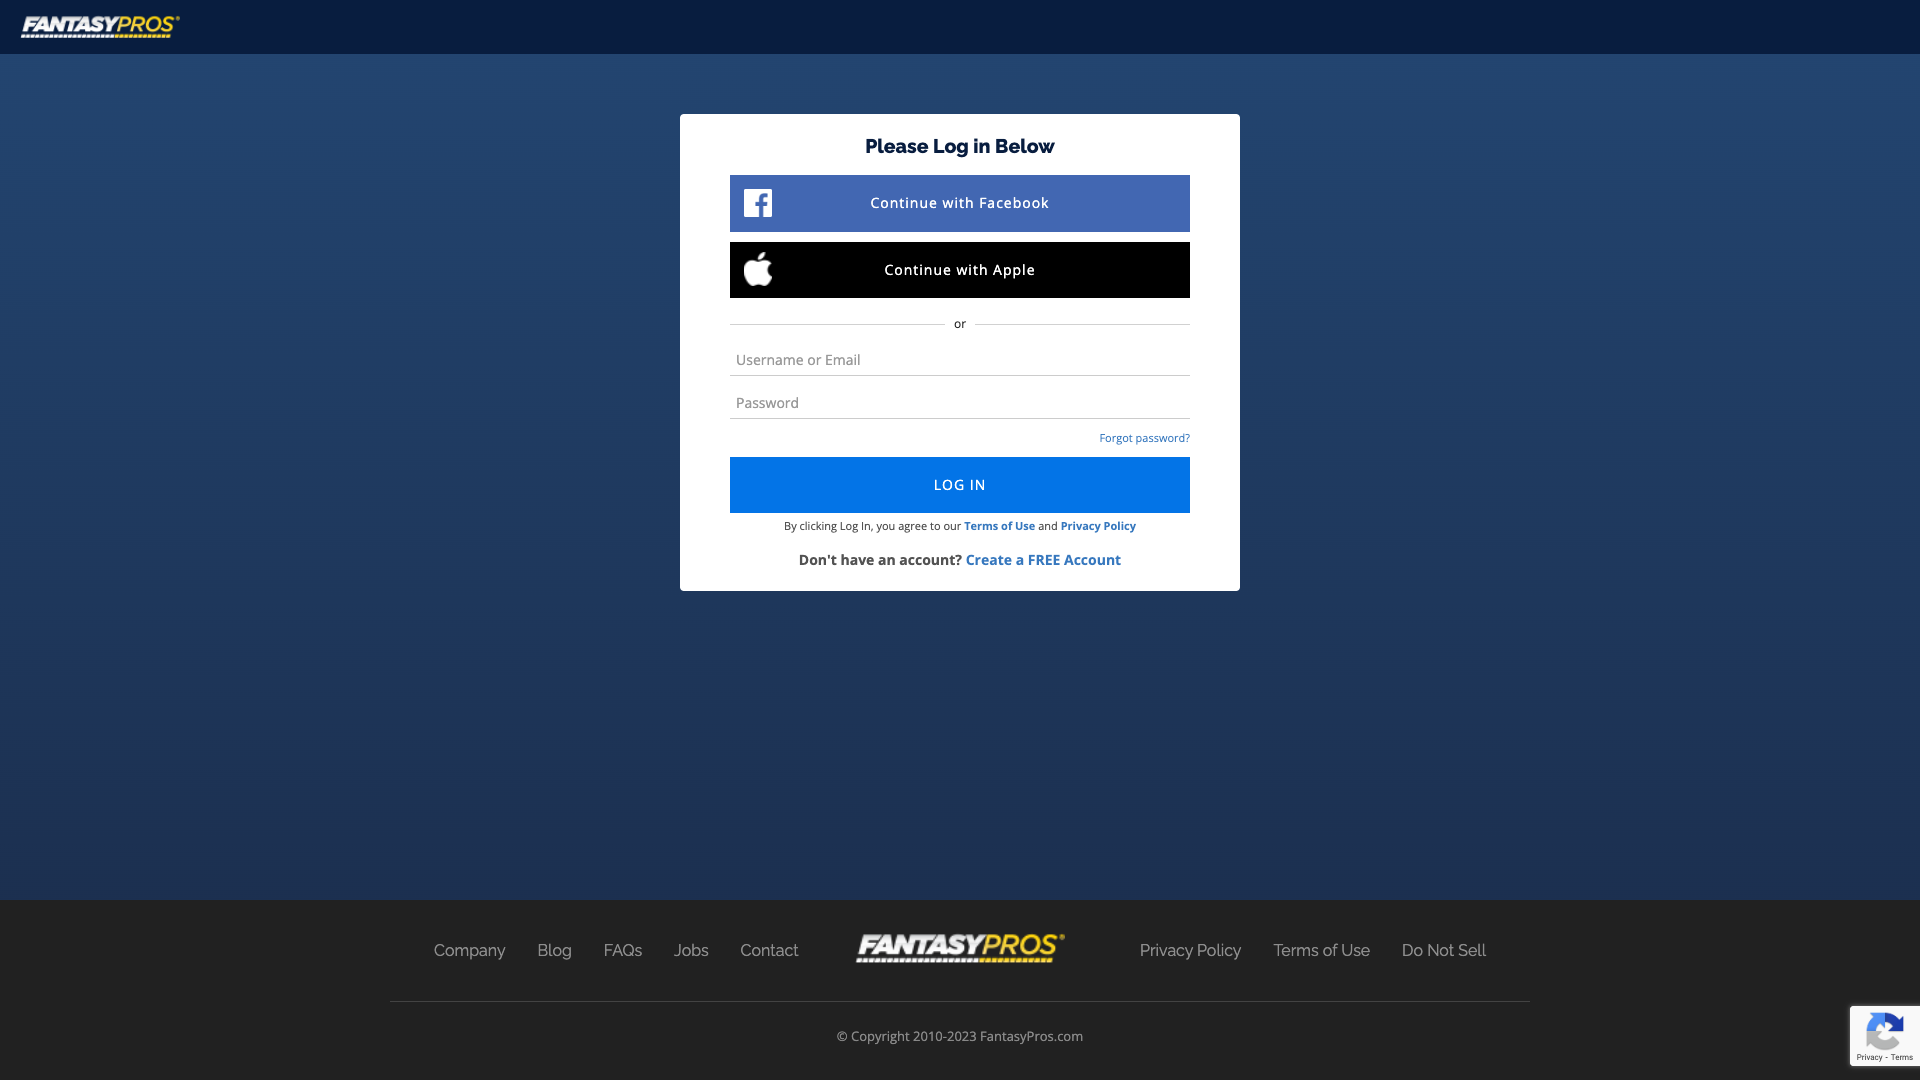 FANTASYPROS®
Please Log in Below
Continue with Facebook
Continue with Apple
or
Username or Email
Password
Forgot password?
LOG IN
By clicking Log In, you agree to our Terms of Use and Privacy Policy
Don't have an account? Create a FREE Account
Company Blog FAQs Jobs Contact FANTASYPROS® Privacy Policy Terms of Use Do Not Sell
© Copyright 2010-2023 FantasyPros.com
Privacy - Terms